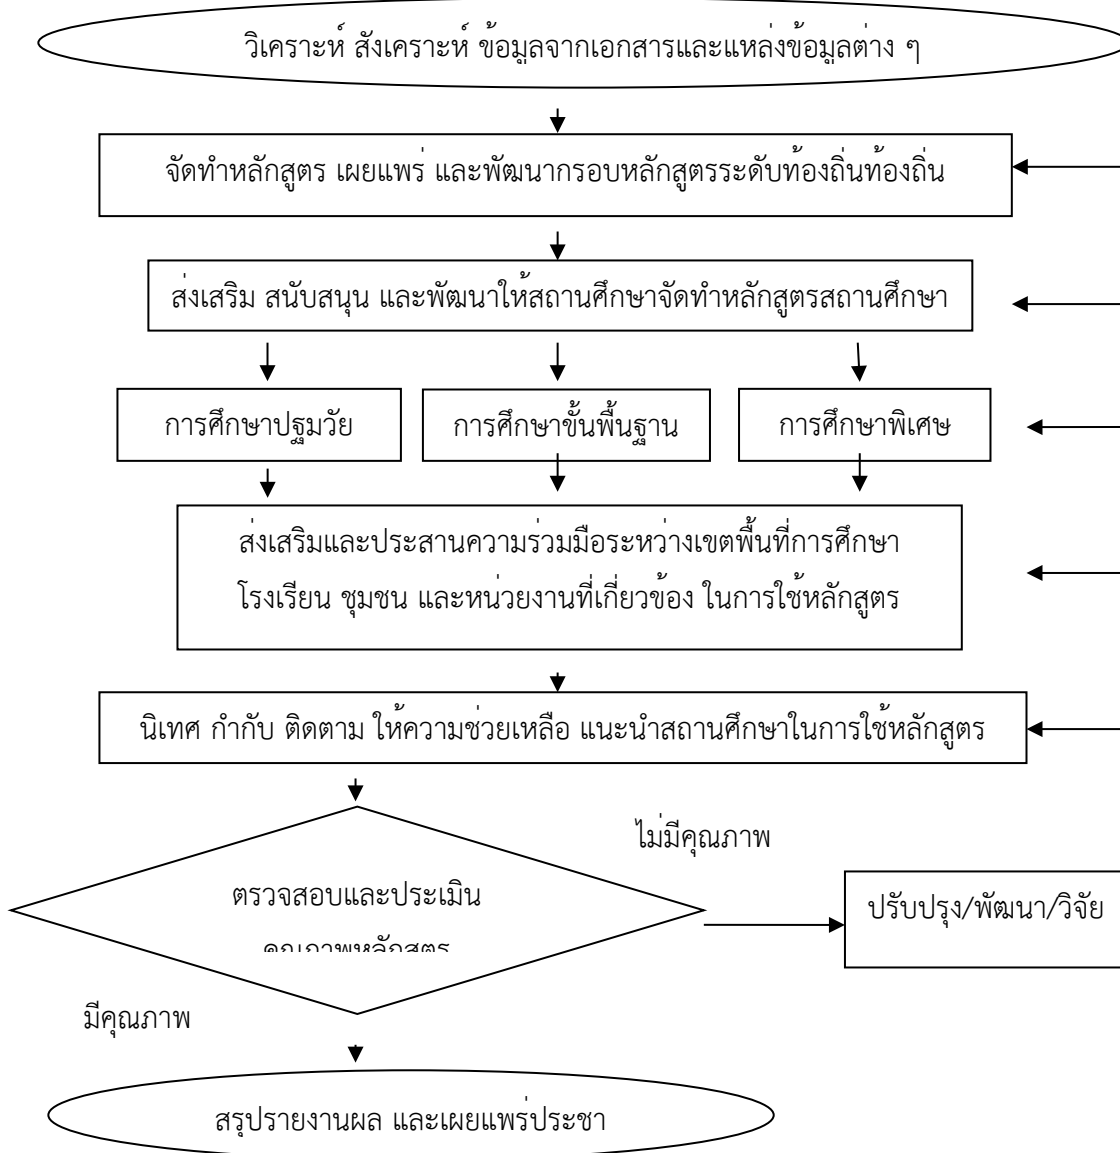 วิเคราะห์ สังเคราะห์ ข้อมูลจากเอกสารและแหล่งข้อมูลต่าง ๆ
จัดทำหลักสูตร เผยแพร่ และพัฒนากรอบหลักสูตรระดับท้องถิ่นท้องถิ่น
ส่งเสริม สนับสนุน และพัฒนาให้สถานศึกษาจัดทำหลักสูตรสถานศึกษา
การศึกษาปฐมวัย
การศึกษาขั้นพื้นฐาน
การศึกษาพิเศษ
ส่งเสริมและประสานความร่วมมือระหว่างเขตพื้นที่การศึกษา
โรงเรียน ชุมชน และหน่วยงานที่เกี่ยวข้อง ในการใช้หลักสูตร
นิเทศ กำกับ ติดตาม ให้ความช่วยเหลือ แนะนำสถานศึกษาในการใช้หลักสูตร
ไม่มีคุณภาพ
ตรวจสอบและประเมิน
คุณภาพหลักสูตร
ปรับปรุง/พัฒนา/วิจัย
มีคุณภาพ
สรุปรายงานผล และเผยแพร่ประชา